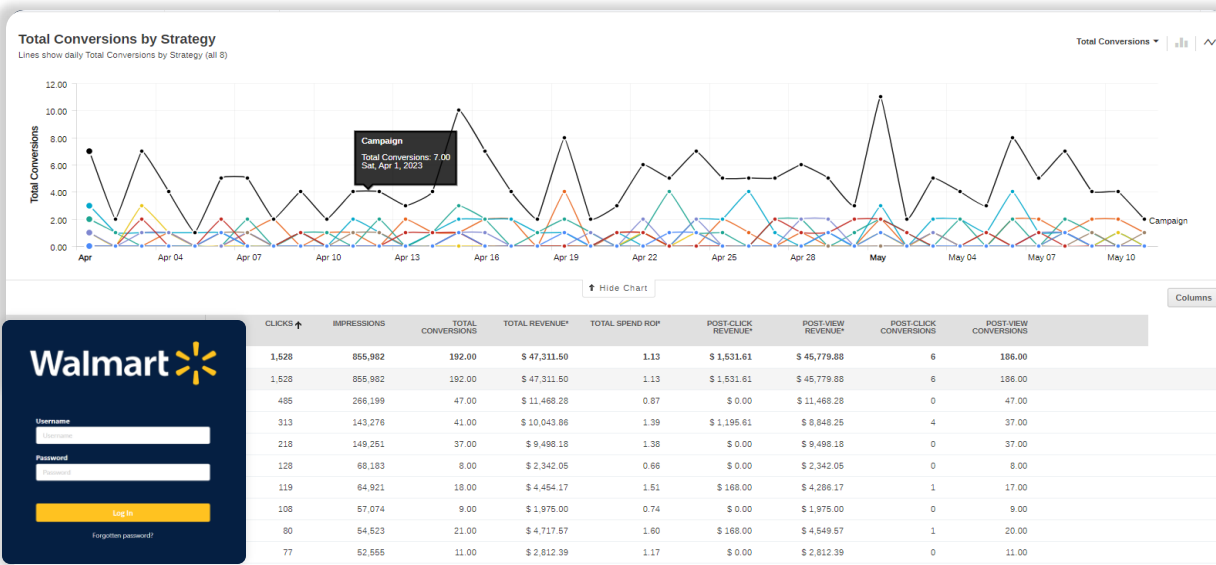 Total Conversions by Strategy
Lines show daily Total Conversions by Strategy (all 8)
Total Conversions
12.00
10.00
8.00
6.00
4.00
2.00
0.00
Total Conversions
Campaign
Total Conversions: 7.00
Sat, Apr 1, 2023
Campaign
Apr Apr 04 Apr 07 Apr 10 Apr 13 Apr 16 Apr 19 Apr 22 Apr 25 Apr 28 May May 04 May 07 May 10
Hide Chart
Columns
CLICKS IMPRESSIONS TOTAL CONVERSIONS TOTAL REVENUE* TOTAL SPEND ROI* POST-CLICK REVENUE* POST-VIEW REVENUE* POST-CLICK CONVERSIONS POST-VIEW CONVERSIONS
1,528 855,982 192.00 $ 47,311.50 1.13 $ 1,531.61 $ 45,779.88 6 186.00
1,528 855,982 192.00 $ 47,311.50 1.13 $ 1,531.61 $ 45,779.88 6 186.00
485 266,199 47.00 $ 11,468.28 0.87 $ 0.00 $ 11,468.28 0 47.00
313 143,276 41.00 $ 10,043.86 1.39 $ 1,195.61 $ 8,848.25 4 37.00
218 149,251 37.00 $ 9,498.18 1.38 $ 0.00 $ 9,498.18 0 37.00
128 68,183 8.00 $ 2,342.05 0.66 $ 0.00 $ 2,342.05 0 8.00
119 64,921 18.00 $ 4,454.17 1.51 $ 168.00 $ 4,286.17 1 17.00
108 57,074 9.00 $ 1,975.00 0.74 $ 0.00 $ 1,975.00 0 9.00
80 54,523 21.00 $ 4,717.57 1.60 $ 168.00 $ 4,549.57 1 20.00
77 52,555 11.00 $ 2,812.39 1.17 $ 0.00 $ 2,812.39 0 11.00
Walmart
Username
Username
Password
Password
Log In
Forgotten password?